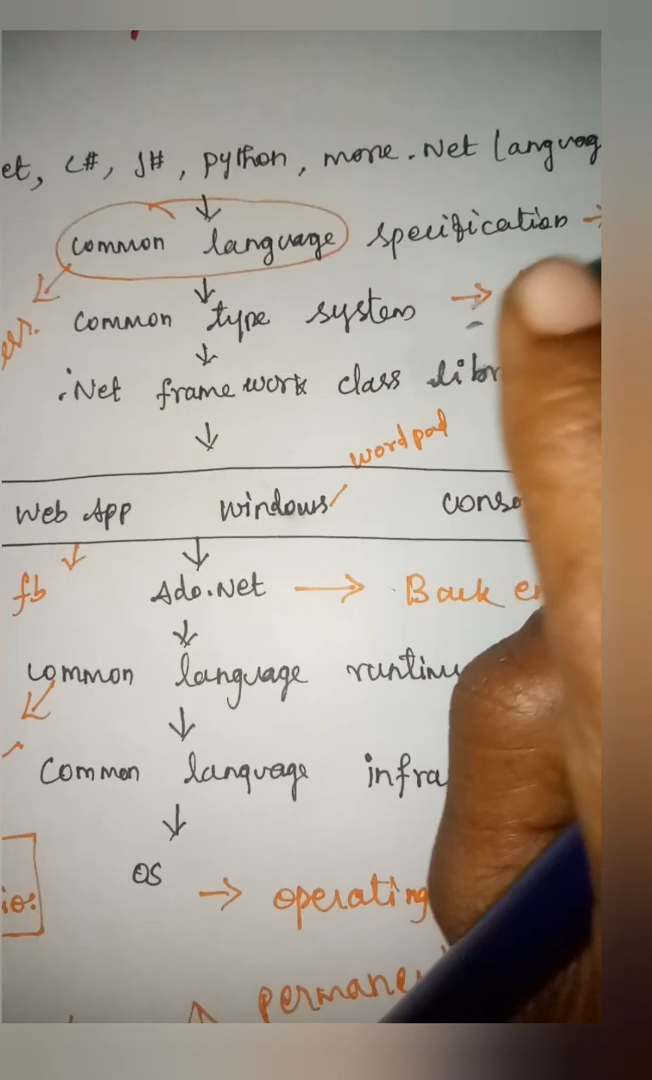 et, C#, J#, python, more .Net languag
common language specification →
↓
common type system →
↓
.Net frame work class libr
↓
wordpad
Web App windows conso
fb
Ado.Net → Back en
↓
common language runtim
↓
Common language infra
↓
OS → operating
permane